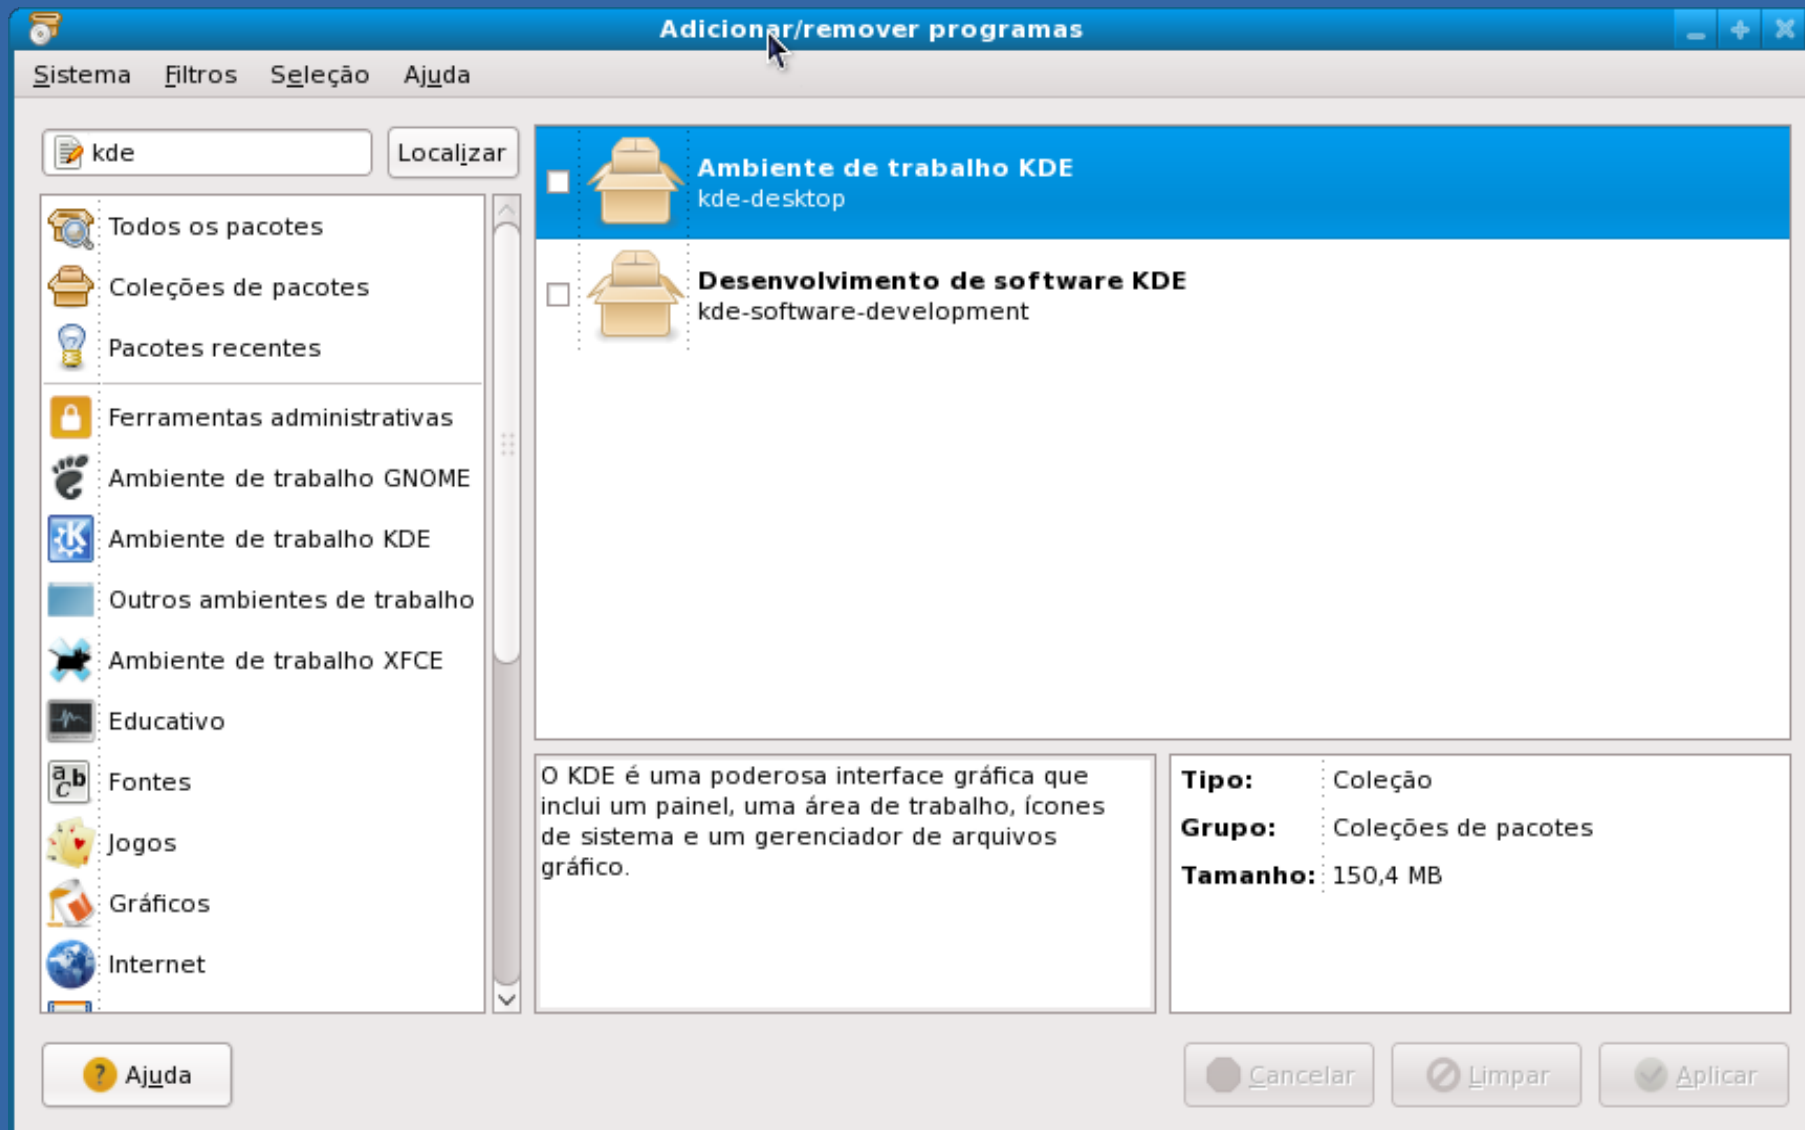 Adicionar/remover programas
Sistema Filtros Seleção Ajuda
kde Localizar
Todos os pacotes
Coleções de pacotes
Pacotes recentes
Ferramentas administrativas
Ambiente de trabalho GNOME
Ambiente de trabalho KDE
Outros ambientes de trabalho
Ambiente de trabalho XFCE
Educativo
Fontes
Jogos
Gráficos
Internet
Ambiente de trabalho KDE
kde-desktop
Desenvolvimento de software KDE
kde-software-development
O KDE é uma poderosa interface gráfica que
inclui um painel, uma área de trabalho, ícones
de sistema e um gerenciador de arquivos
gráfico.
Tipo: Coleção
Grupo: Coleções de pacotes
Tamanho: 150,4 MB
Ajuda Cancelar Limpar Aplicar